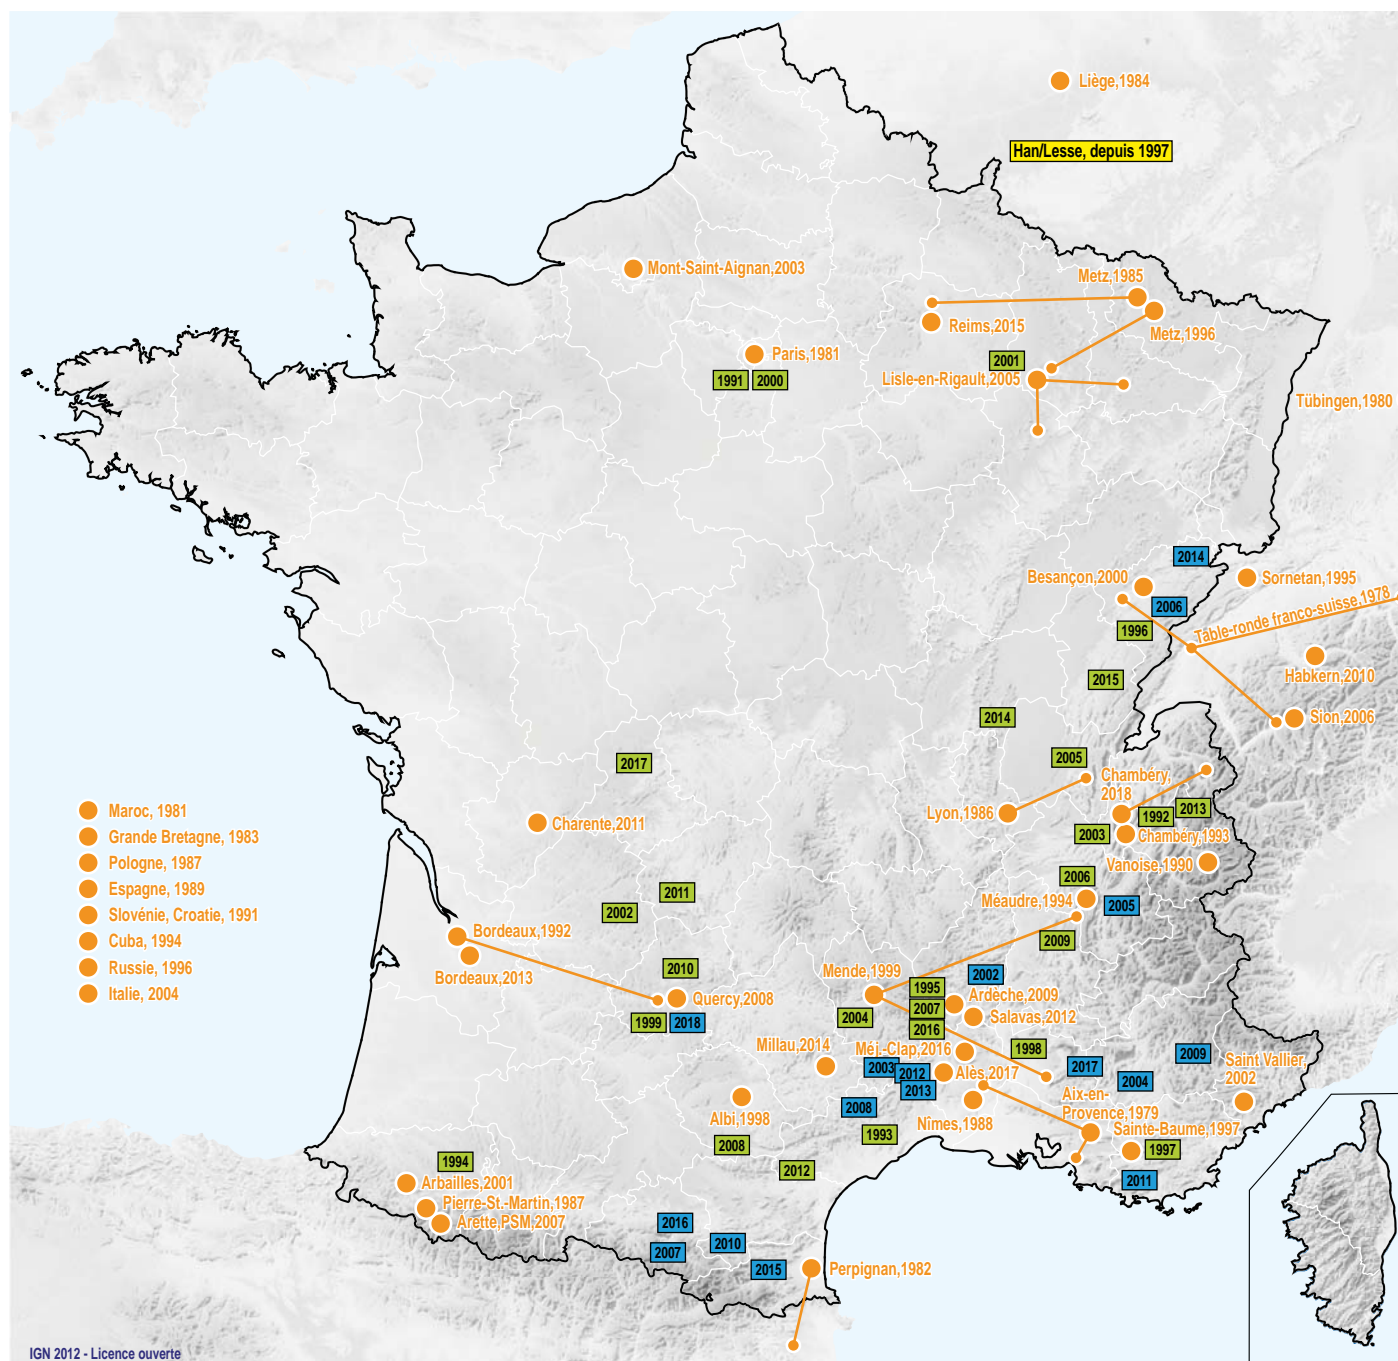 Liège,1984
Han/Lesse, depuis 1997
Mont-Saint-Aignan,2003
Metz,1985
Reims,2015
Metz,1996
Paris,1981
2001
1991
2000
Lisle-en-Rigault,2005
Tübingen,1980
2014
Besançon,2000
Sornetan,1995
2006
Table-ronde franco-suisse,1978
1996
Habkern,2010
2015
2014
Sion,2006
2017
2005
Chambéry,
2018
Maroc, 1981
Grande Bretagne, 1983
Pologne, 1987
Espagne, 1989
Slovénie, Croatie, 1991
Cuba, 1994
Russie, 1996
Italie, 2004
Charente,2011
Lyon,1986
1992
2013
2003
Chambéry,1993
Vanoise,1990
2006
2011
2002
Méaudre,1994
2005
Bordeaux,1992
2009
Bordeaux,2013
2010
Mende,1999
2002
1995
Quercy,2008
Ardèche,2009
2007
1999
2018
2004
Salavas,2012
2016
Millau,2014
Méj.-Clap,2016
1998
2009
2003
2012
Alès,2017
2017
Saint Vallier,
2002
2013
2004
Aix-en-
Provence,1979
2008
Albi,1998
Nîmes,1988
Sainte-Baume,1997
1993
2008
1997
1994
2012
Arbailles,2001
2011
Pierre-St.-Martin,1987
Arette PSM,2007
2016
2010
2007
2015
Perpignan,1982
IGN 2012 - Licence ouverte